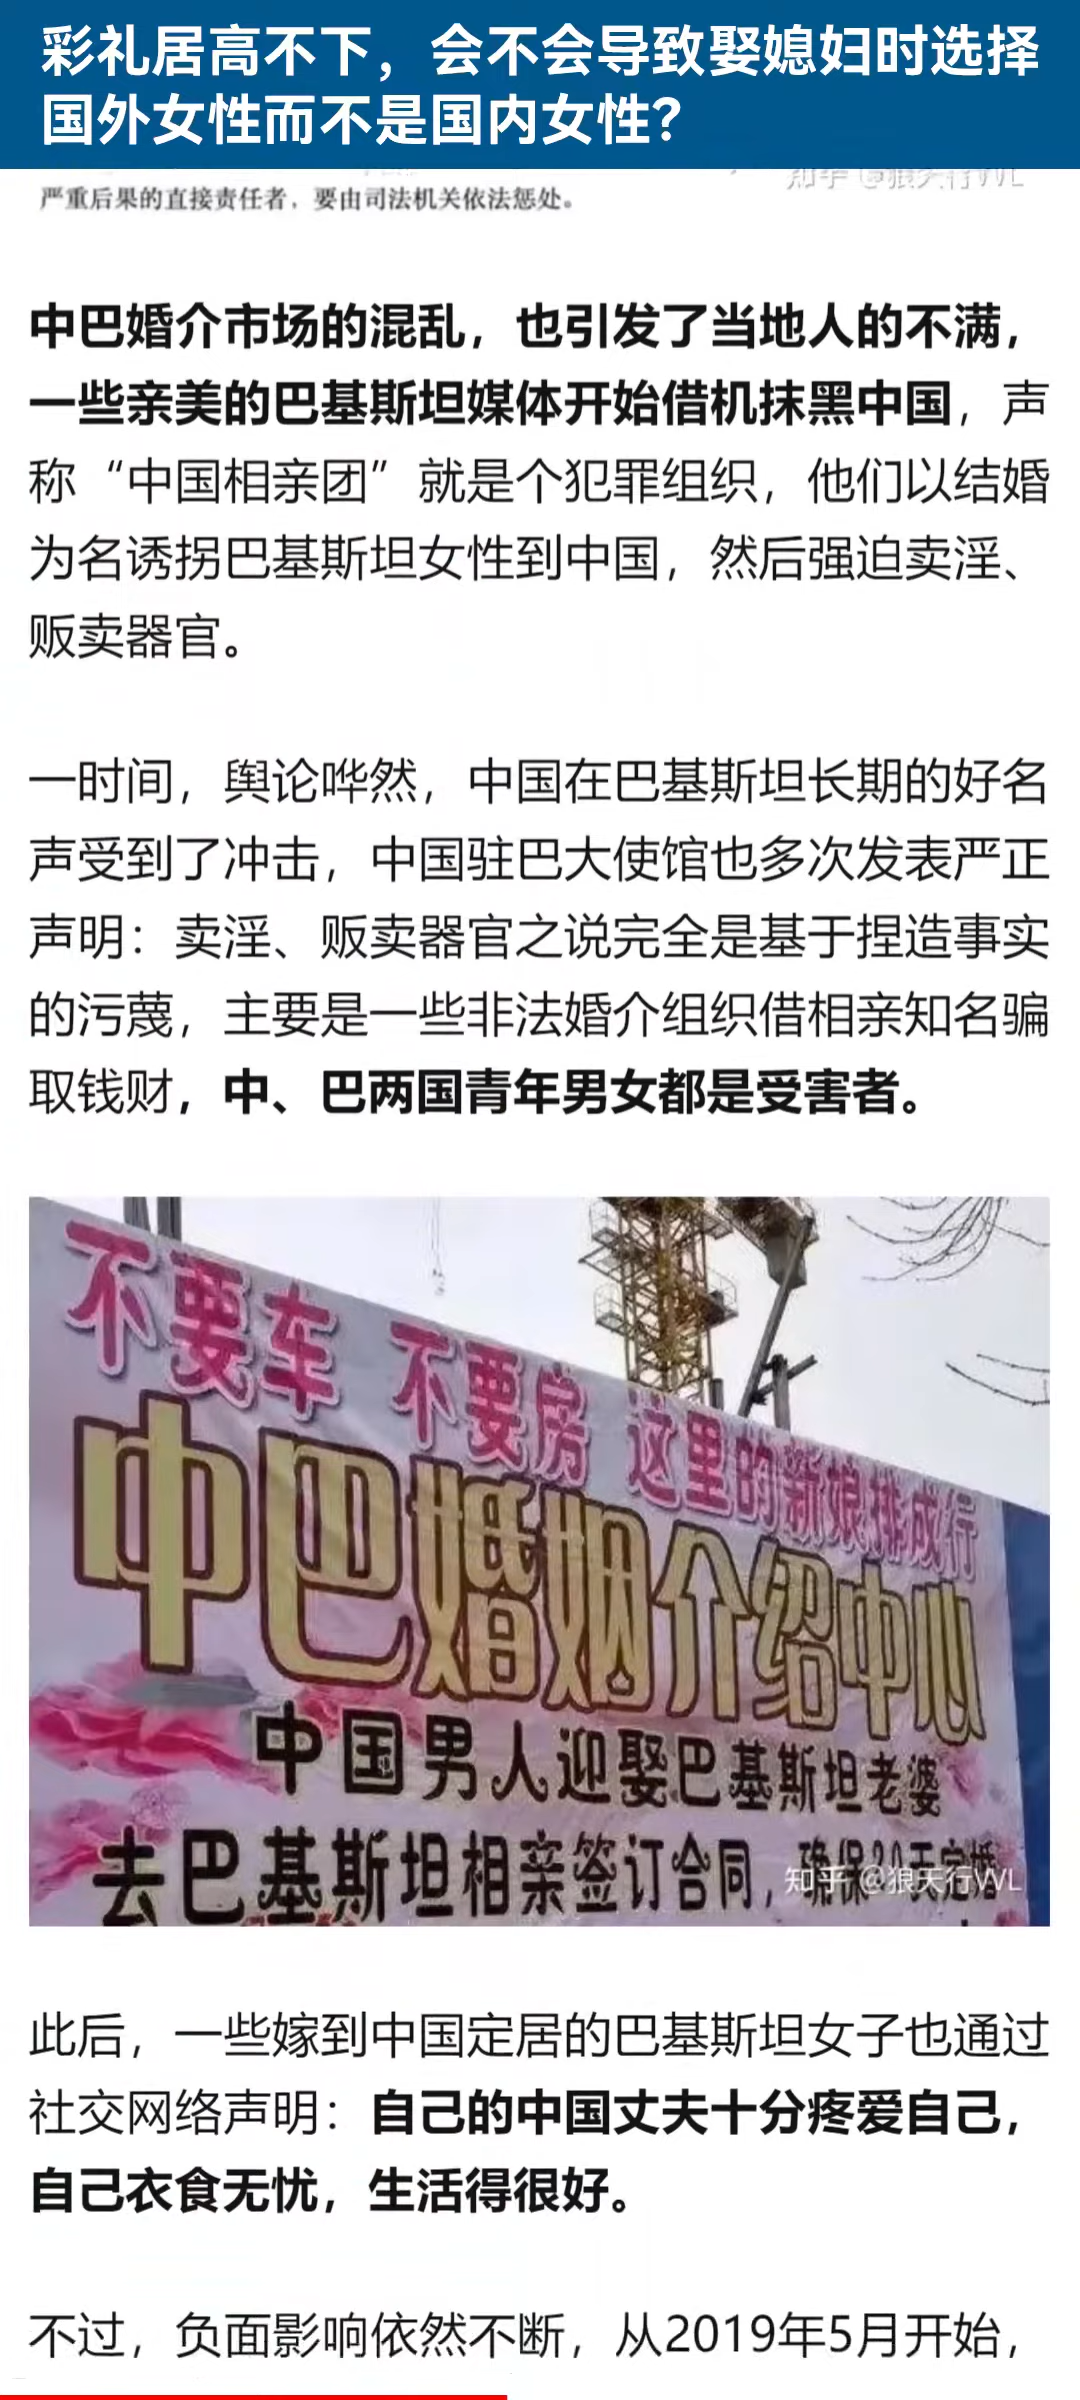 彩礼居高不下，会不会导致娶媳妇时选择
国外女性而不是国内女性？
知乎 @狼天行VVL
严重后果的直接责任者，要由司法机关依法惩处。
中巴婚介市场的混乱，也引发了当地人的不满，
一些亲美的巴基斯坦媒体开始借机抹黑中国，声
称“中国相亲团”就是个犯罪组织，他们以结婚
为名诱拐巴基斯坦女性到中国，然后强迫卖淫、
贩卖器官。
一时间，舆论哗然，中国在巴基斯坦长期的好名
声受到了冲击，中国驻巴大使馆也多次发表严正
声明：卖淫、贩卖器官之说完全是基于捏造事实
的污蔑，主要是一些非法婚介组织借相亲知名骗
取钱财，中、巴两国青年男女都是受害者。
不要车 不要房 这里的新娘排成行
中巴婚姻介绍中心
中国男人迎娶巴基斯坦老婆
去巴基斯坦相亲签订合同，确保30天完婚
知乎 @狼天行VVL
此后，一些嫁到中国定居的巴基斯坦女子也通过
社交网络声明：自己的中国丈夫十分疼爱自己，
自己衣食无忧，生活得很好。
不过，负面影响依然不断，从2019年5月开始，